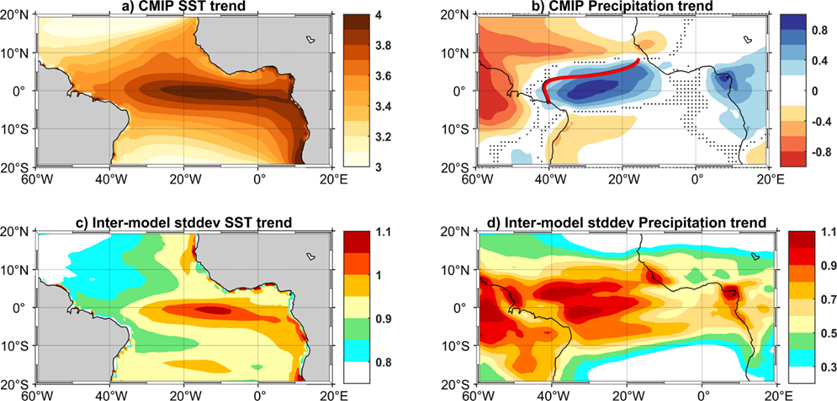 a) CMIP SST trend
20°N
10°N
0°
10°S
20°S
60°W 40°W 20°W 0° 20°E
4
3.8
3.6
3.4
3.2
3
b) CMIP Precipitation trend
20°N
10°N
0°
10°S
20°S
60°W 40°W 20°W 0° 20°E
0.8
0.4
0
-0.4
-0.8
c) Inter-model stddev SST trend
20°N
10°N
0°
10°S
20°S
60°W 40°W 20°W 0° 20°E
1.1
1
0.9
0.8
d) Inter-model stddev Precipitation trend
20°N
10°N
0°
10°S
20°S
60°W 40°W 20°W 0° 20°E
1.1
0.9
0.7
0.5
0.3